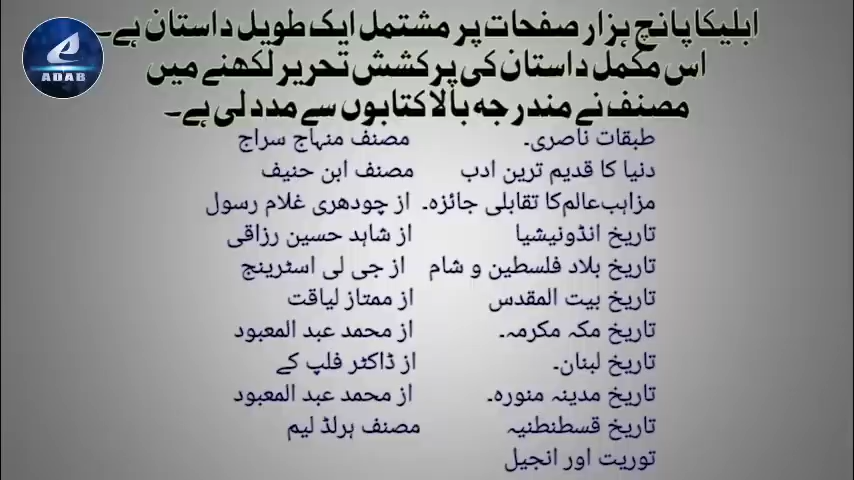 ابلیکا پانچ ہزار صفحات پر مشتمل ایک طویل داستان ہے۔
اس مکمل داستان کی پر کشش تحریر لکھنے میں
مصنف نے مندرجہ بالا کتابوں سے مدد لی ہے۔
e
ADAB
طبقات ناصری۔ مصنف منہاج سراج
دنیا کا قدیم ترین ادب مصنف ابن حنیف
مزاہب عالم کا تقابلی جائزہ۔ از چودھری غلام رسول
تاریخ انڈونیشیا از شاہد حسین رزاقی
تاریخ بلاد فلسطین و شام از جی لی اسٹرینج
تاریخ بیت المقدس از ممتاز لیاقت
تاریخ مکہ مکرمہ۔ از محمد عبد المعبود
تاریخ لبنان۔ از ڈاکٹر فلپ کے
تاریخ مدینہ منورہ۔ از محمد عبد المعبود
تاریخ قسطنطنیہ مصنف ہرلڈ لیم
توریت اور انجیل